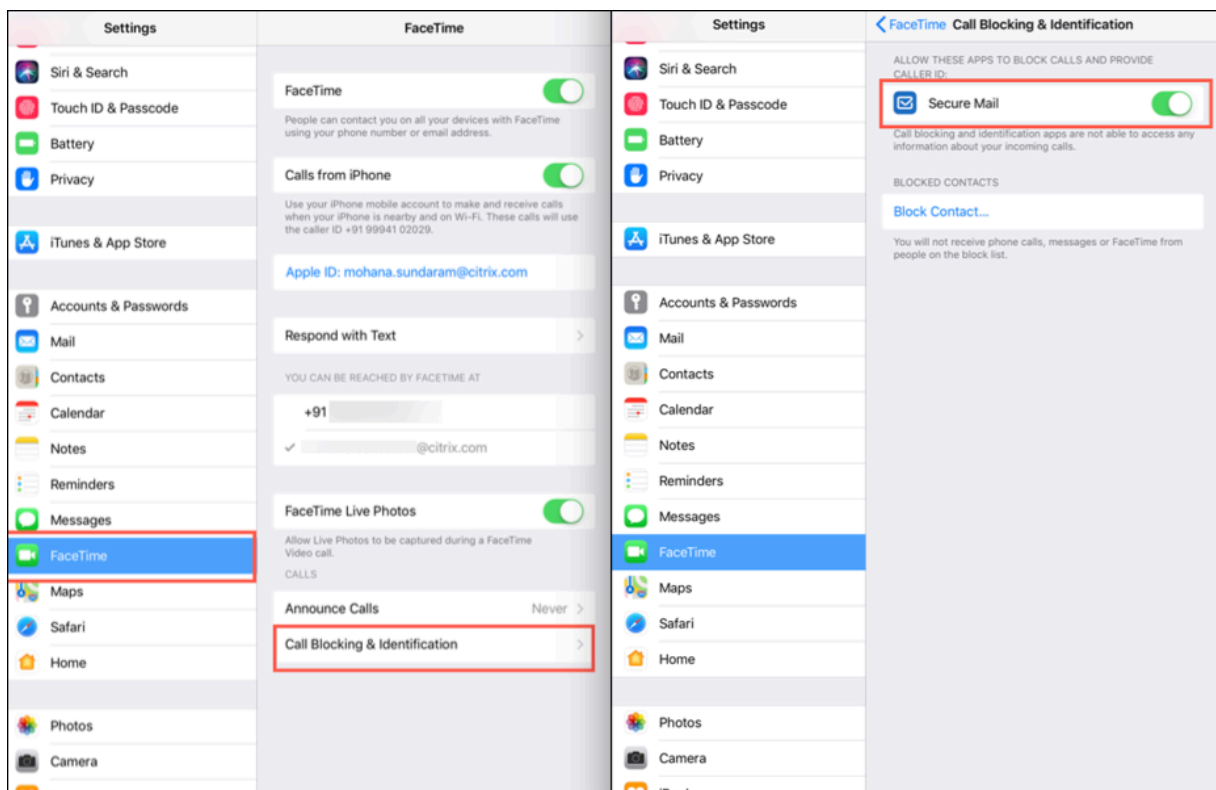 Settings
Siri & Search
Touch ID & Passcode
Battery
Privacy
iTunes & App Store
Accounts & Passwords
Mail
Contacts
Calendar
Notes
Reminders
Messages
FaceTime
Maps
Safari
Home
Photos
Camera
FaceTime
FaceTime
People can contact you on all your devices with FaceTime
using your phone number or email address.
Calls from iPhone
Use your iPhone mobile account to make and receive calls
when your iPhone is nearby and on Wi-Fi. These calls will use
the caller ID +91 99941 02029.
Apple ID: mohana.sundaram@citrix.com
Respond with Text
YOU CAN BE REACHED BY FACETIME AT
+91
@citrix.com
FaceTime Live Photos
Allow Live Photos to be captured during a FaceTime
Video call.
CALLS
Announce Calls Never
Call Blocking & Identification
Settings
Siri & Search
Touch ID & Passcode
Battery
Privacy
iTunes & App Store
Accounts & Passwords
Mail
Contacts
Calendar
Notes
Reminders
Messages
FaceTime
Maps
Safari
Home
Photos
Camera
FaceTime Call Blocking & Identification
ALLOW THESE APPS TO BLOCK CALLS AND PROVIDE
CALLER ID:
Secure Mail
Call blocking and identification apps are not able to access any
information about your incoming calls.
BLOCKED CONTACTS
Block Contact...
You will not receive phone calls, messages or FaceTime from
people on the block list.